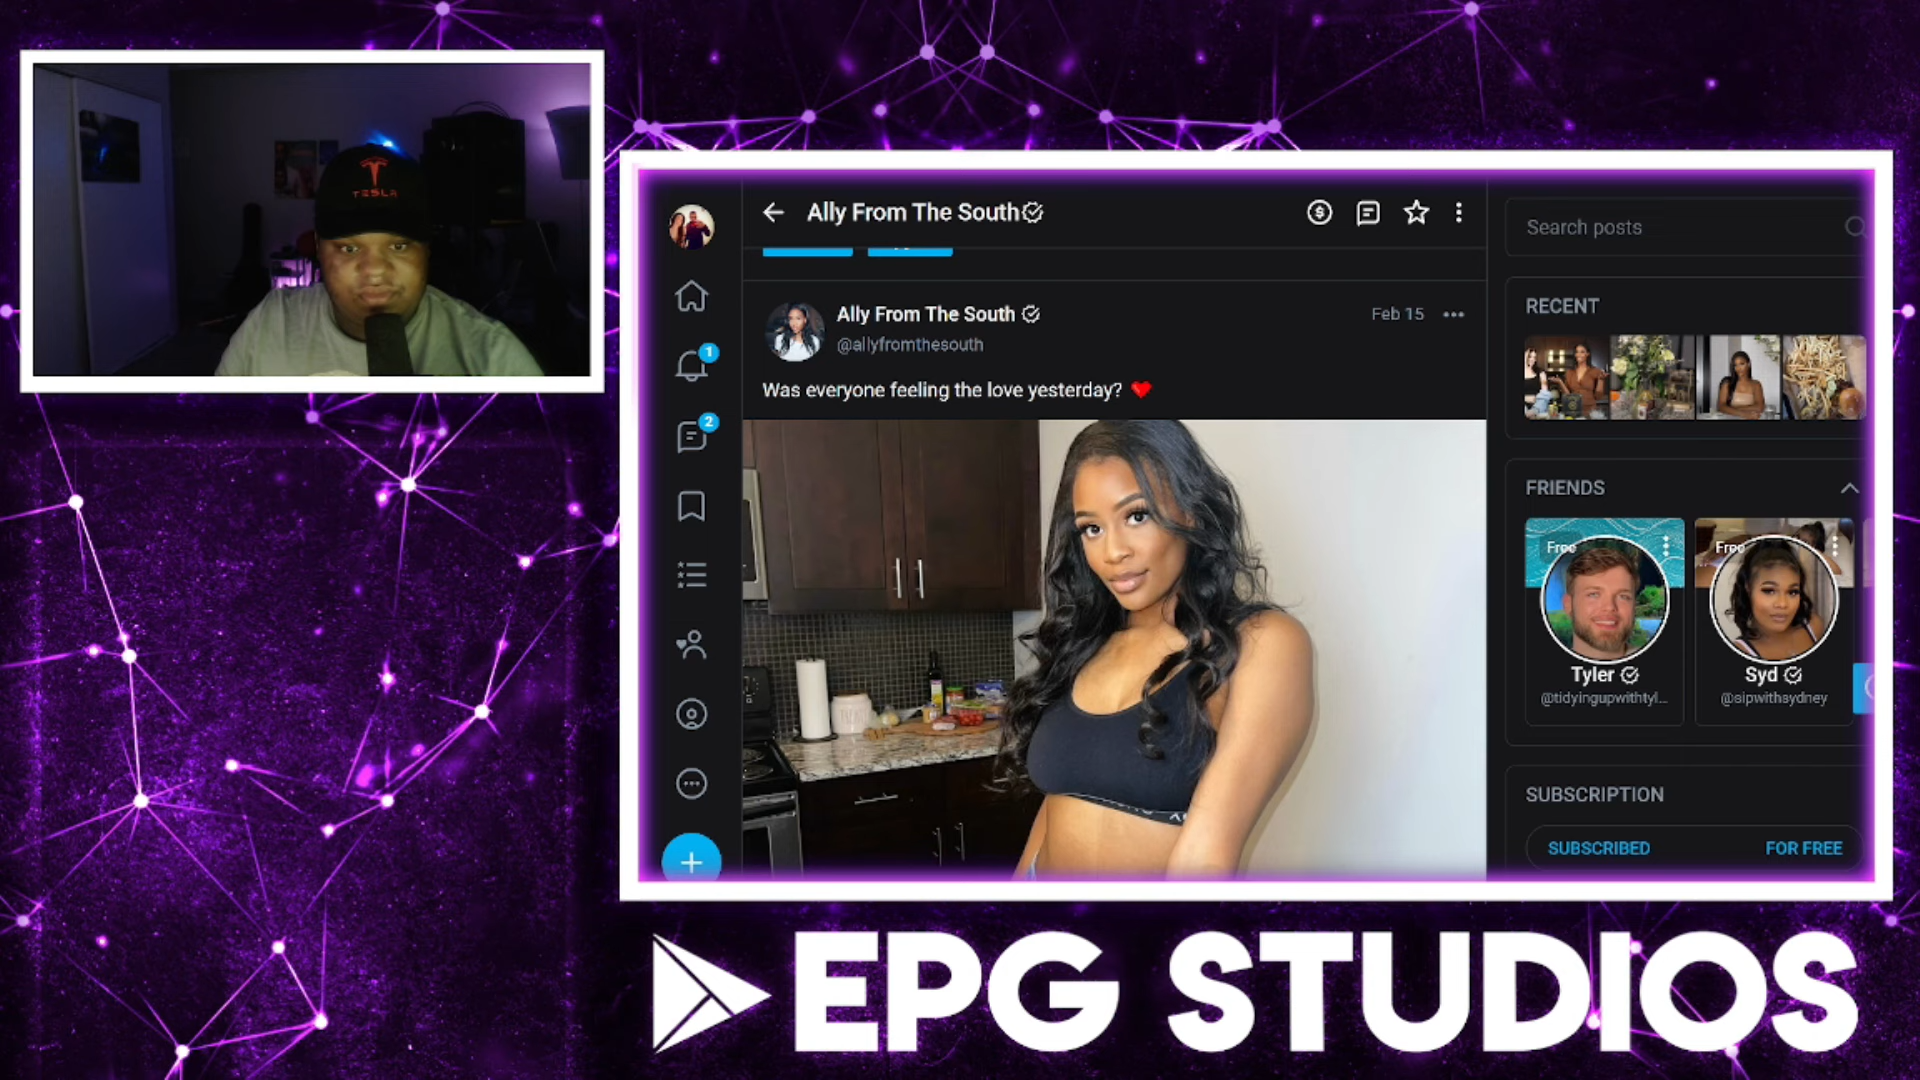 TESLA
Ally From The South
Search posts
Ally From The South
Feb 15
@allyfromthesouth
1
2
Was everyone feeling the love yesterday? ❤️
RECENT
FRIENDS
Free
Free
Tyler
@tidyingupwithtyl...
Syd
@sipwithsydney
SUBSCRIPTION
SUBSCRIBED
FOR FREE
EPG STUDIOS